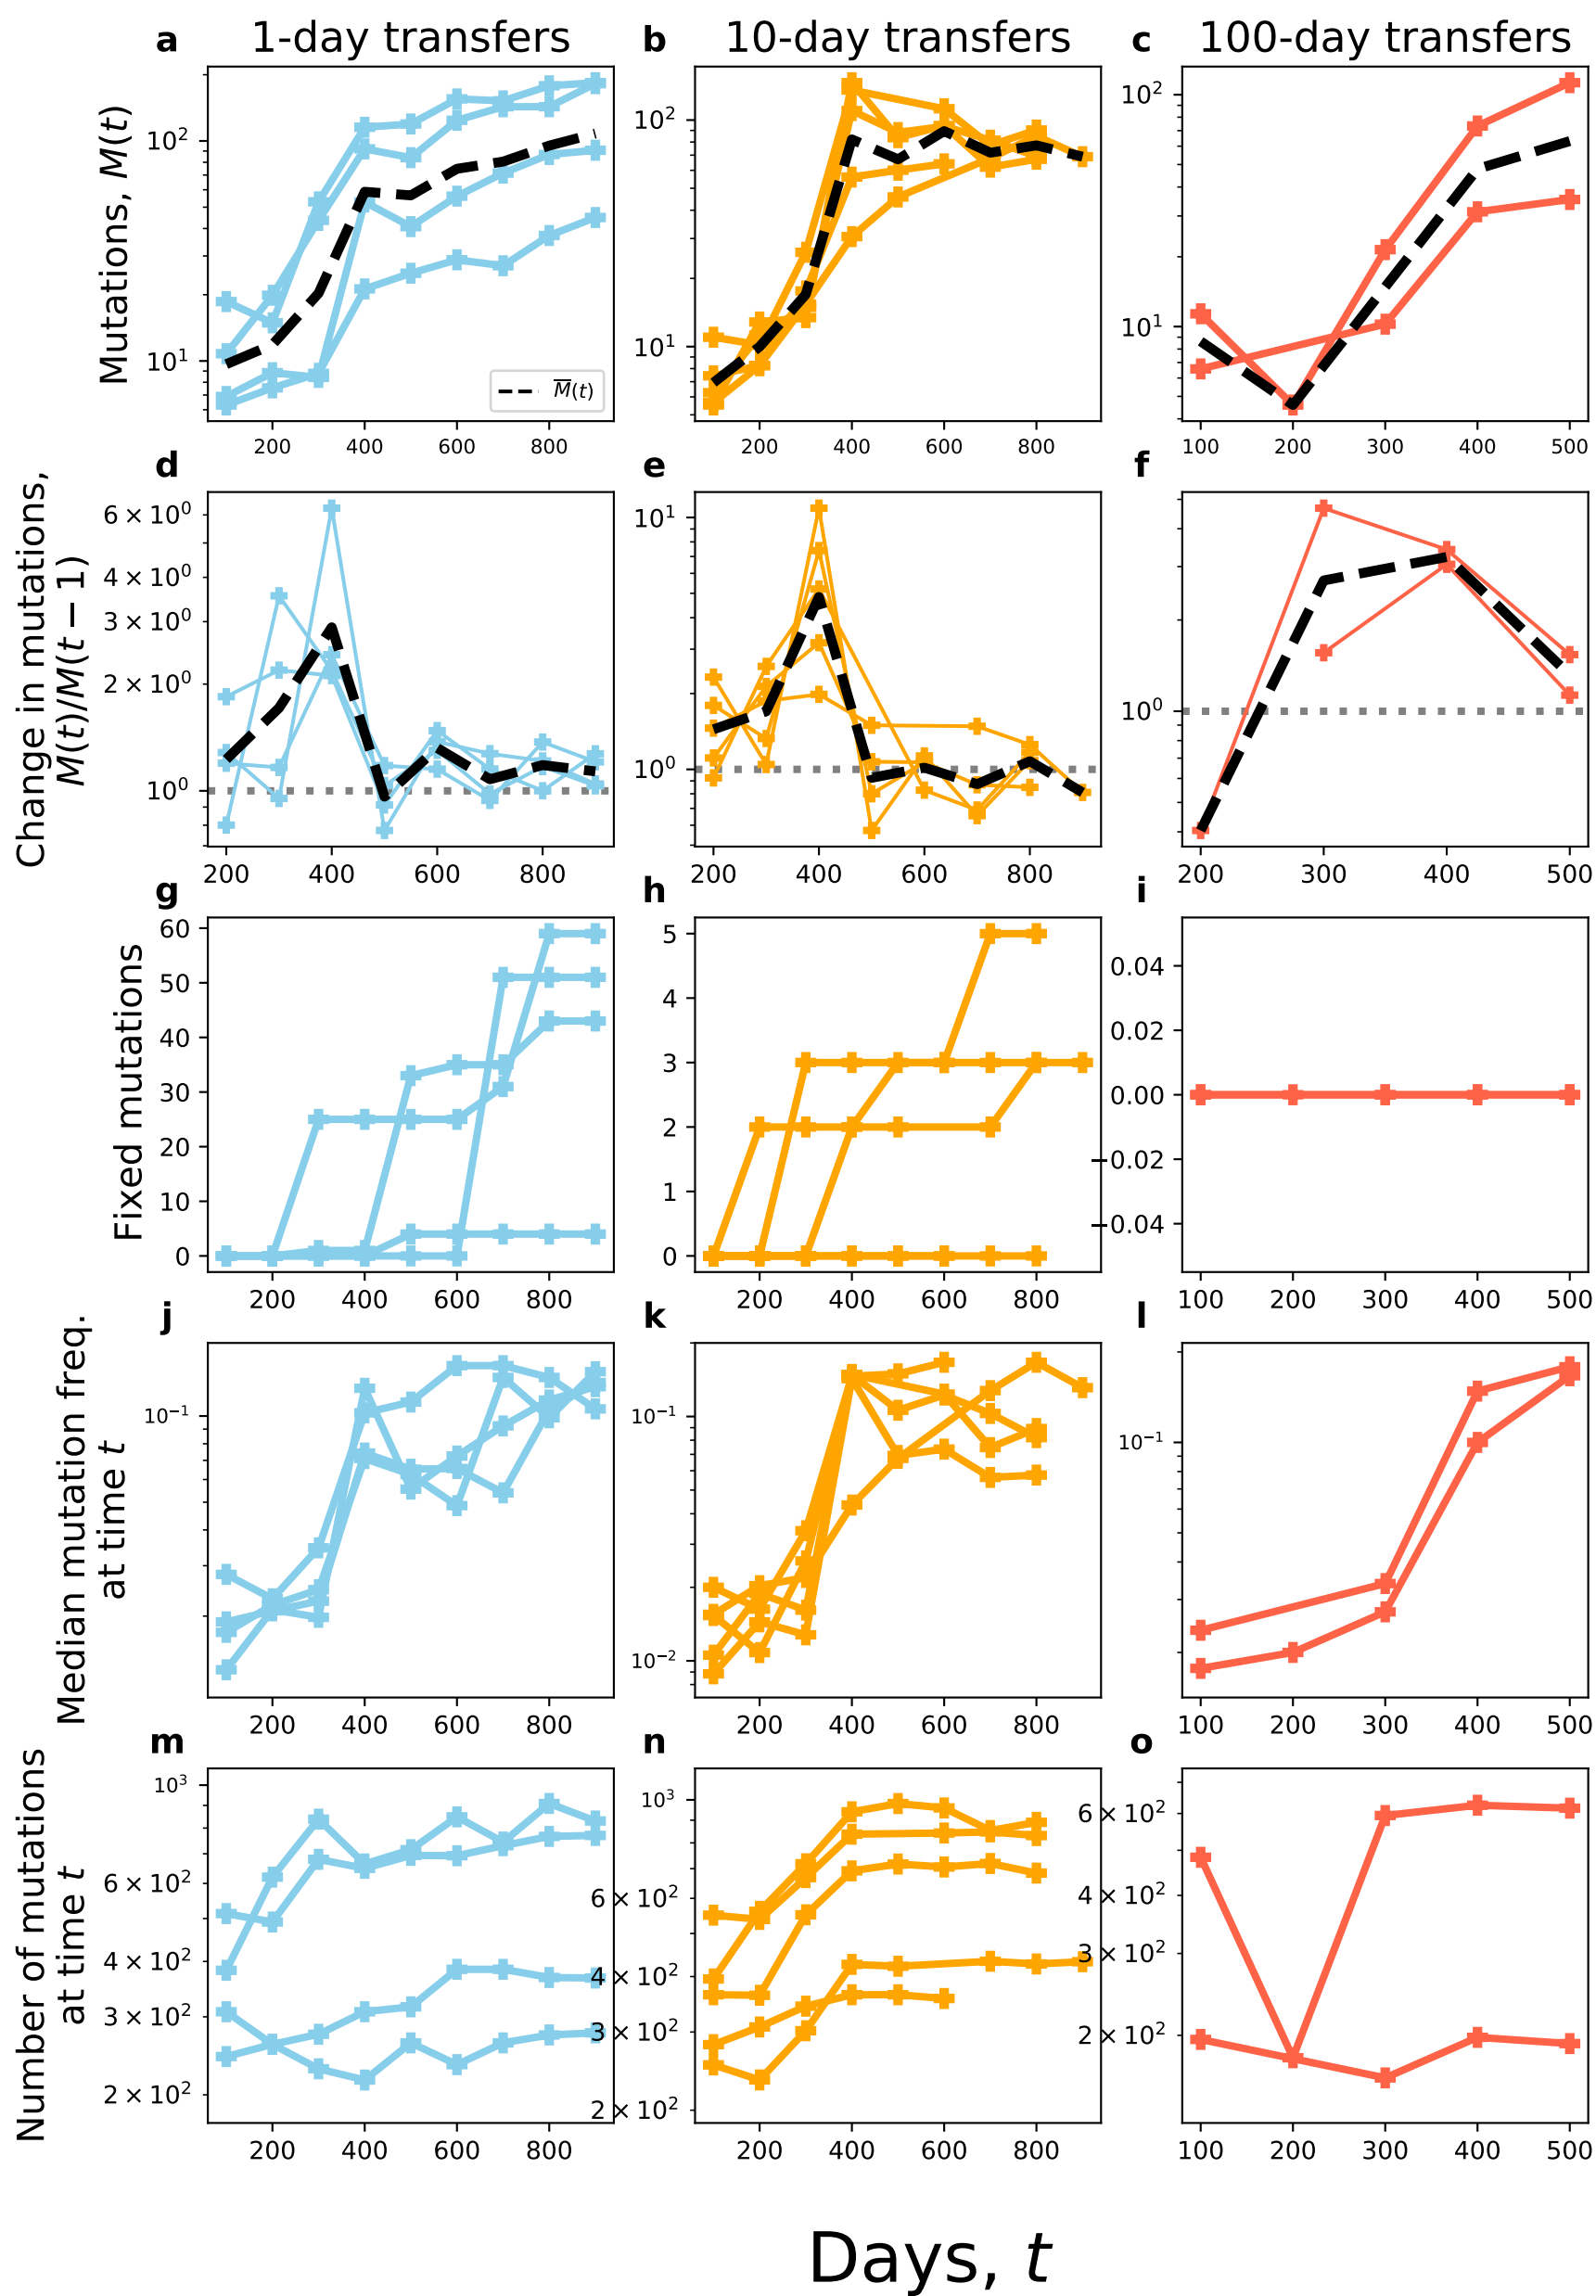 a 1-day transfers b 10-day transfers c 100-day transfers
Mutations, M(t)
10²
10¹
M̅(t)
200 400 600 800
10²
10¹
200 400 600 800
10²
10¹
100 200 300 400 500
d e f
Change in mutations,
M(t)/M(t − 1)
6 × 10⁰
4 × 10⁰
3 × 10⁰
2 × 10⁰
10⁰
200 400 600 800
10¹
10⁰
200 400 600 800
10⁰
200 300 400 500
g h i
Fixed mutations
60
50
40
30
20
10
0
200 400 600 800
5
4
3
2
1
0
200 400 600 800
0.04
0.02
0.00
−0.02
−0.04
100 200 300 400 500
j k l
Median mutation freq.
at time t
10⁻¹
200 400 600 800
10⁻¹
10⁻²
200 400 600 800
10⁻¹
100 200 300 400 500
m n o
Number of mutations
at time t
10³
6 × 10²
4 × 10²
3 × 10²
2 × 10²
200 400 600 800
10³
6 × 10²
4 × 10²
3 × 10²
2 × 10²
200 400 600 800
6 × 10²
4 × 10²
3 × 10²
2 × 10²
100 200 300 400 500
Days, t